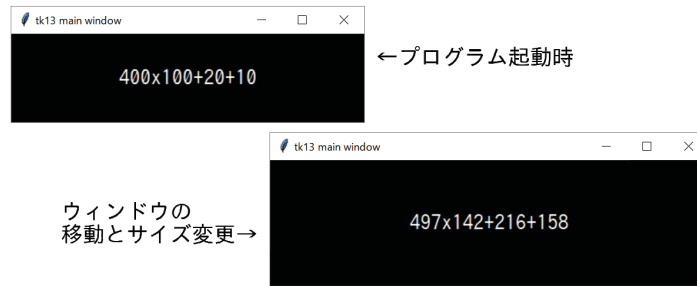 tk13 main window
400x100+20+10
←プログラム起動時
tk13 main window
497x142+216+158
ウィンドウの
移動とサイズ変更→